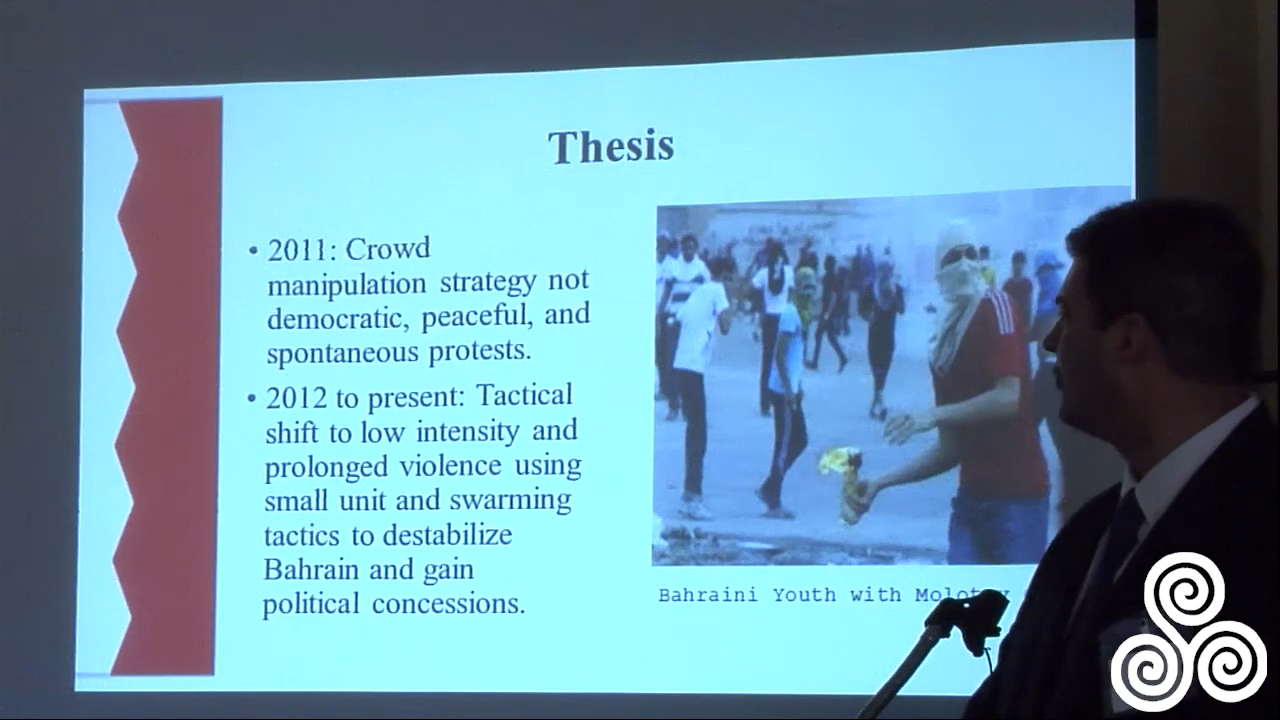 Thesis
• 2011: Crowd
manipulation strategy not
democratic, peaceful, and
spontaneous protests.
• 2012 to present: Tactical
shift to low intensity and
prolonged violence using
small unit and swarming
tactics to destabilize
Bahrain and gain
political concessions.
Bahraini Youth with Molotov